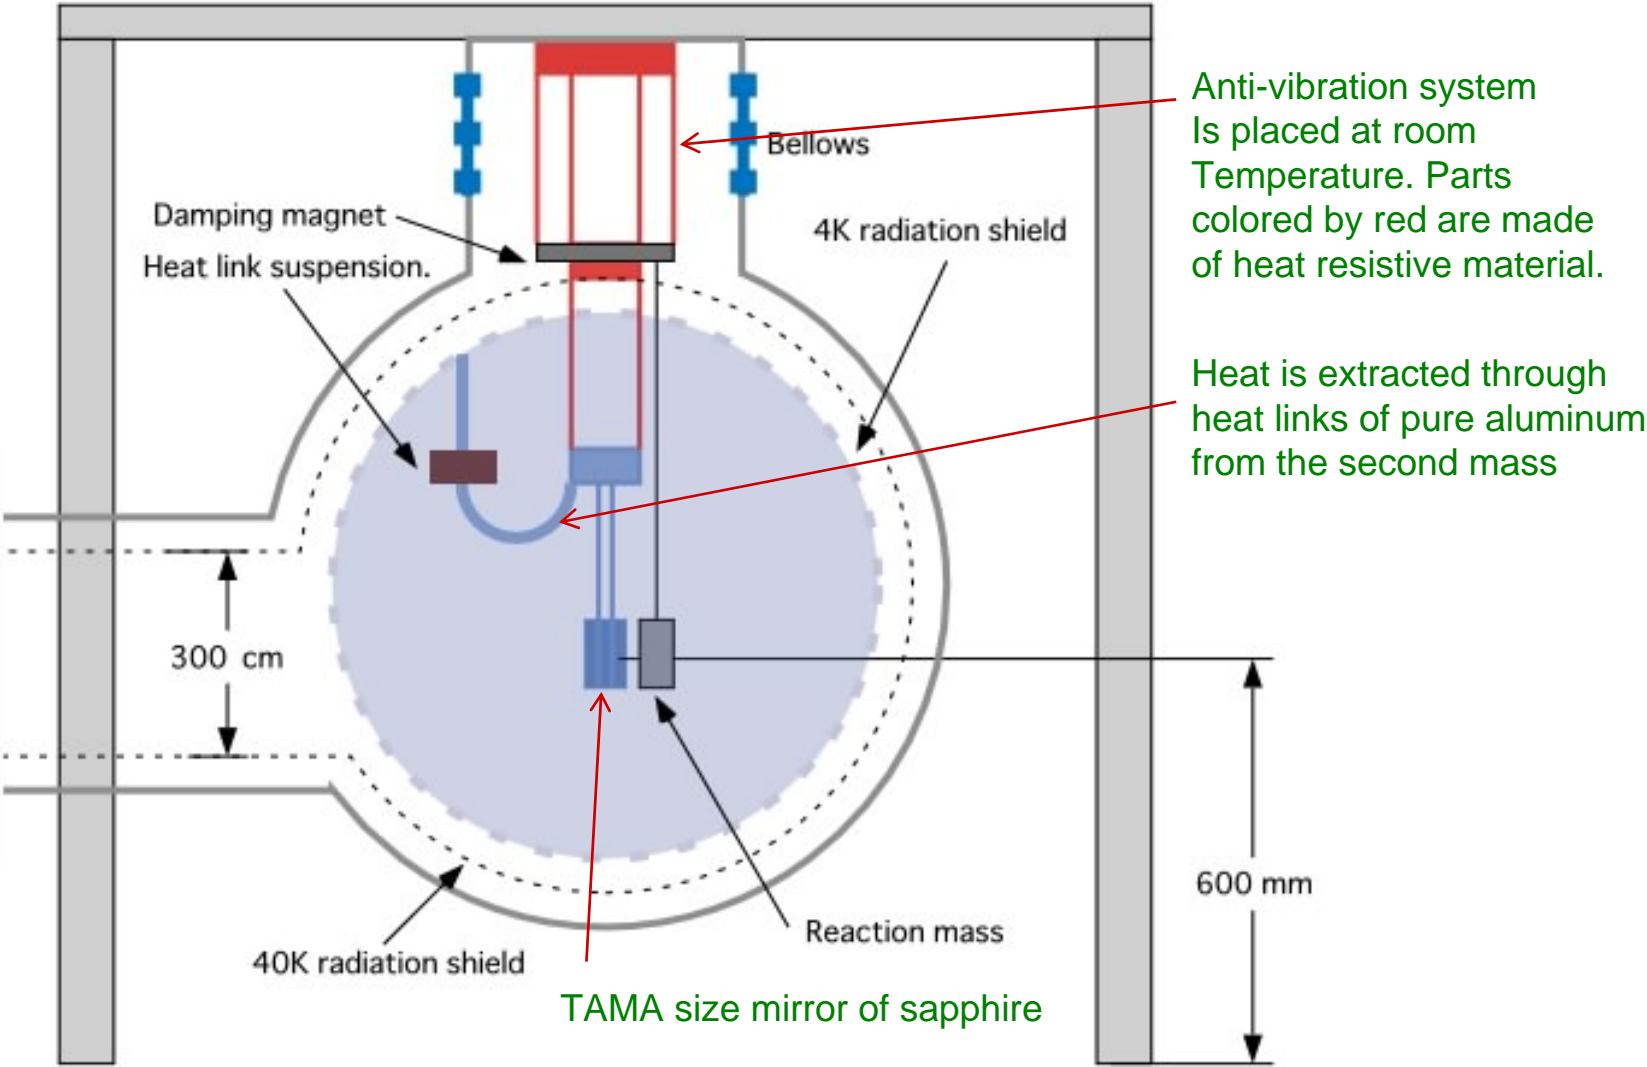 Anti-vibration system
Is placed at room
Temperature. Parts
colored by red are made
of heat resistive material.
Bellows
Damping magnet
4K radiation shield
Heat link suspension.
Heat is extracted through
heat links of pure aluminum
from the second mass
300 cm
600 mm
Reaction mass
40K radiation shield
TAMA size mirror of sapphire